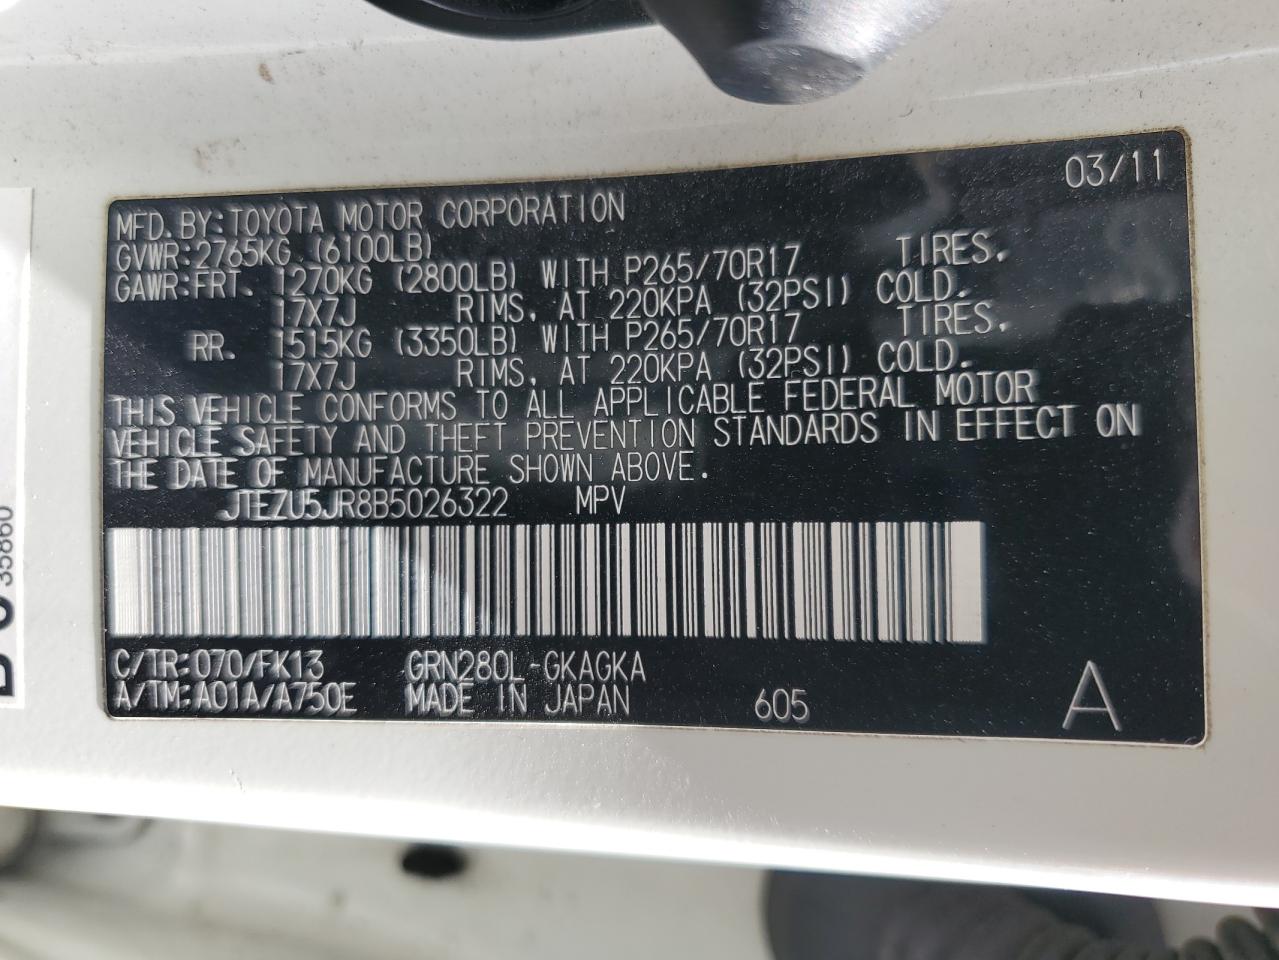 03/11
MFD. BY: TOYOTA MOTOR CORPORATION
GVWR: 2765KG (6100LB)
GAWR: FRT. 1270KG (2800LB) WITH P265/70R17 TIRES.
17X7J RIMS, AT 220KPA (32PSI) COLD.
RR. 1515KG (3350LB) WITH P265/70R17 TIRES.
17X7J RIMS, AT 220KPA (32PSI) COLD.
THIS VEHICLE CONFORMS TO ALL APPLICABLE FEDERAL MOTOR
VEHICLE SAFETY AND THEFT PREVENTION STANDARDS IN EFFECT ON
THE DATE OF MANUFACTURE SHOWN ABOVE.
JTEZU5JR8B5026322 MPV
C/TR: 070/FK13 GRN280L-GKAGKA
A/TM: A01A/A750E MADE IN JAPAN 605 A
35860